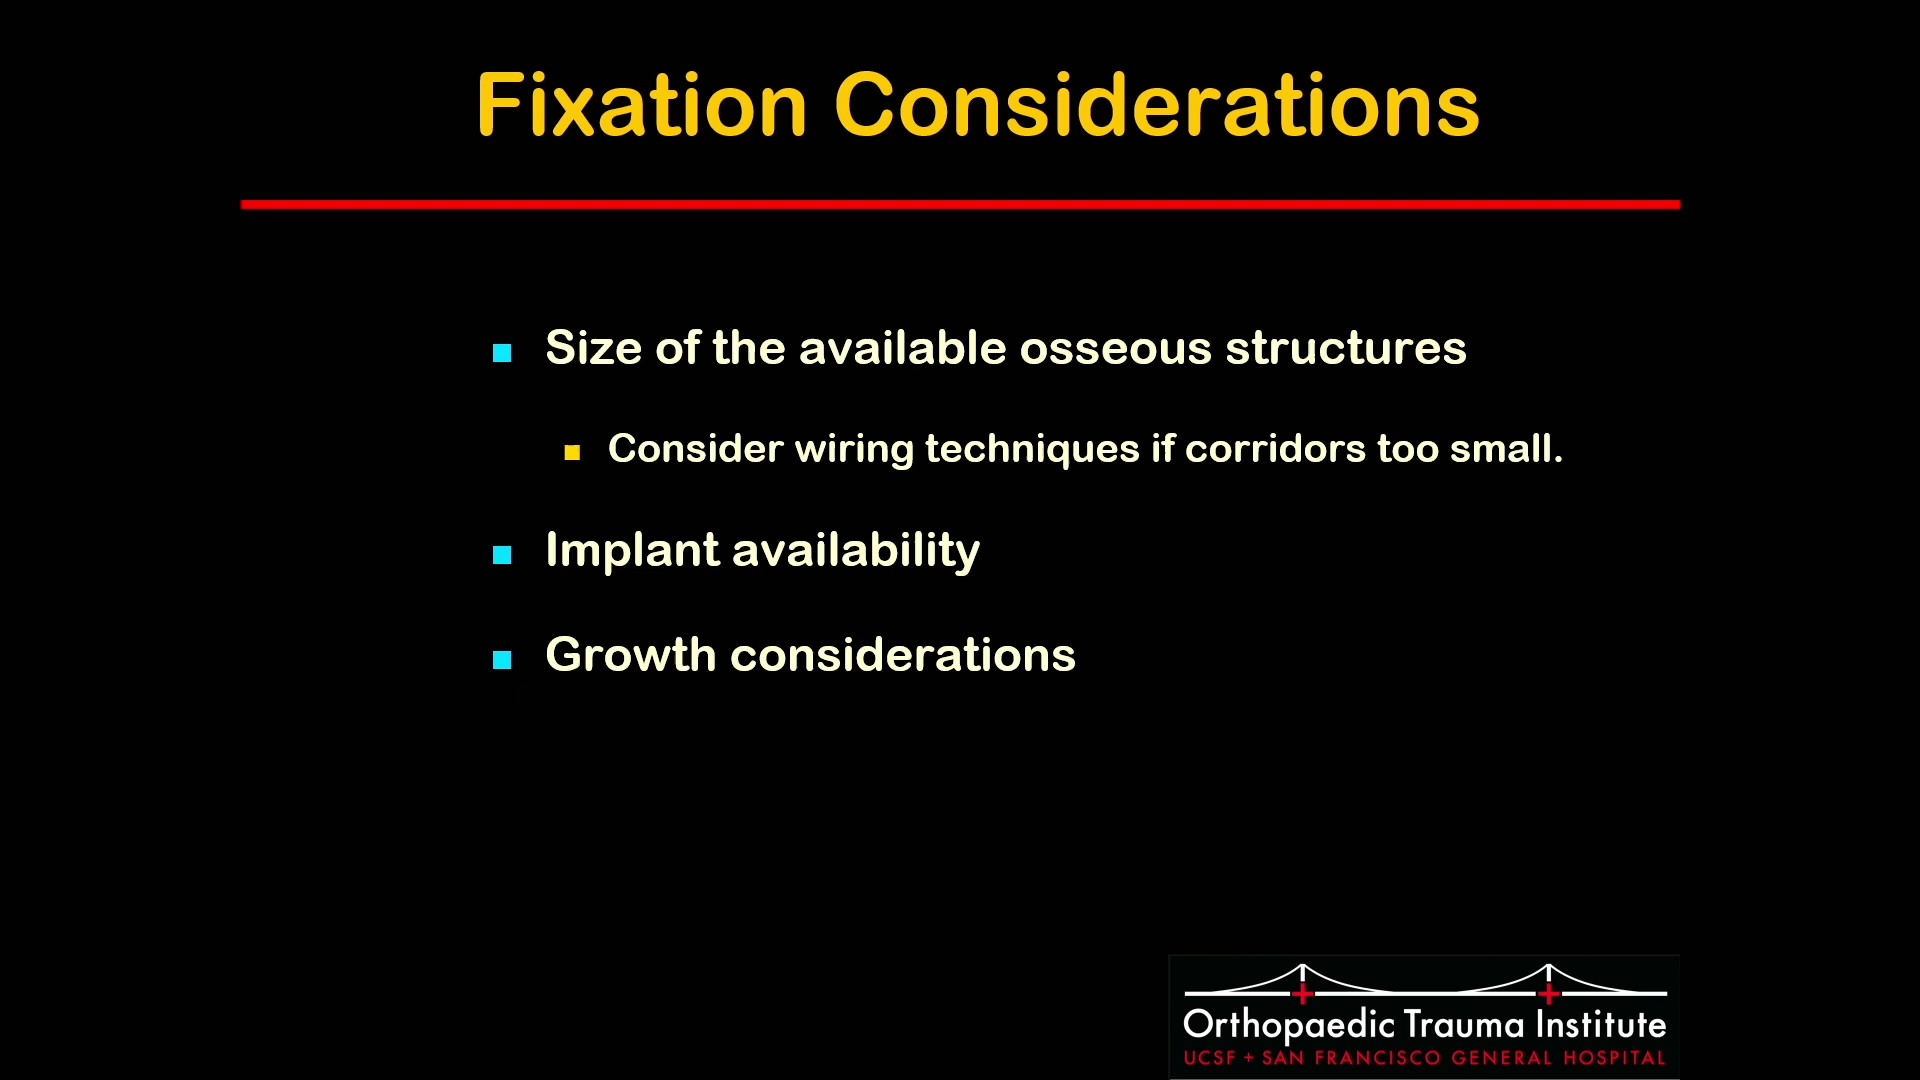 Fixation Considerations
Size of the available osseous structures
Consider wiring techniques if corridors too small.
Implant availability
Growth considerations
Orthopaedic Trauma Institute
UCSF + SAN FRANCISCO GENERAL HOSPITAL